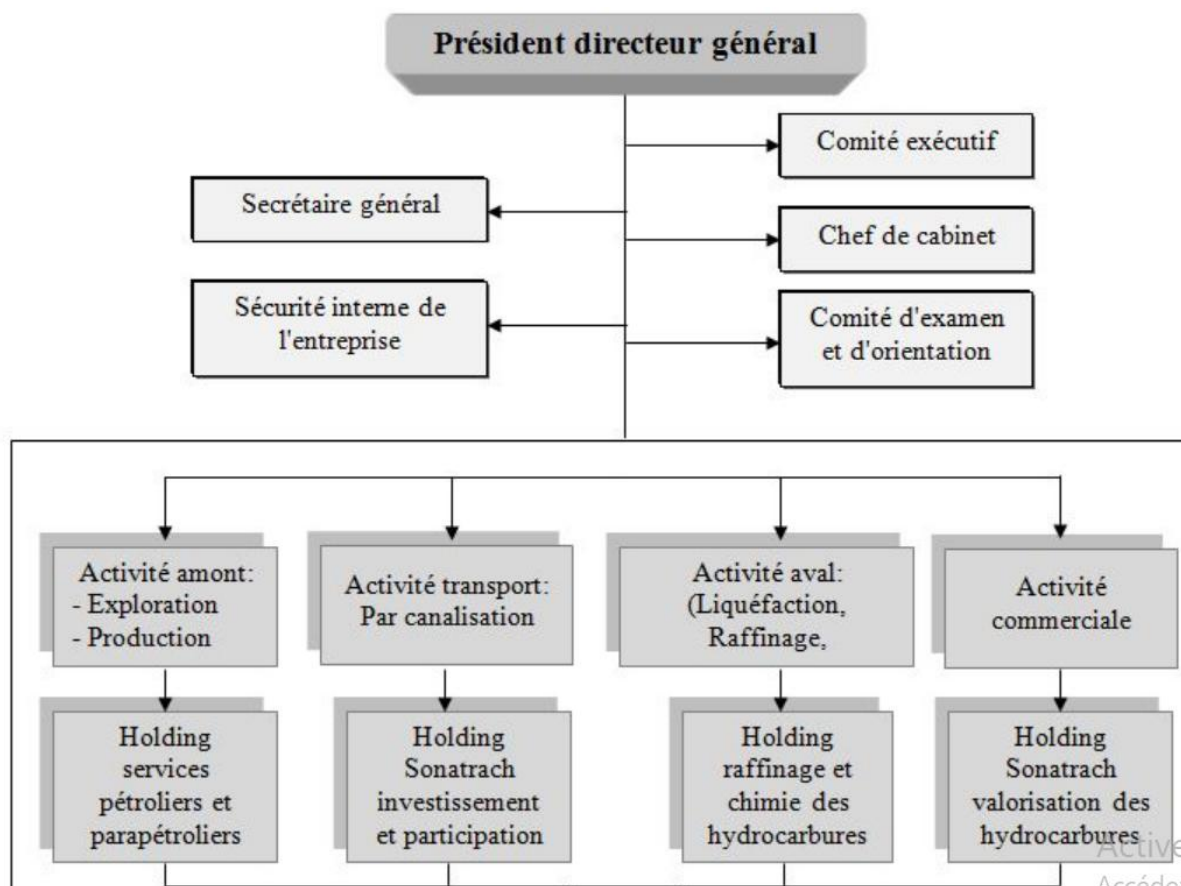 Président directeur général
Comité exécutif
Secrétaire général
Chef de cabinet
Sécurité interne de
l'entreprise
Comité d'examen
et d'orientation
Activité amont:
- Exploration
- Production
Activité transport:
Par canalisation
Activité aval:
(Liquéfaction,
Raffinage,
Activité
commerciale
Holding
services
pétroliers et
parapétroliers
Holding
Sonatrach
investissement
et participation
Holding
raffinage et
chimie des
hydrocarbures
Holding
Sonatrach
valorisation des
hydrocarbures
Active